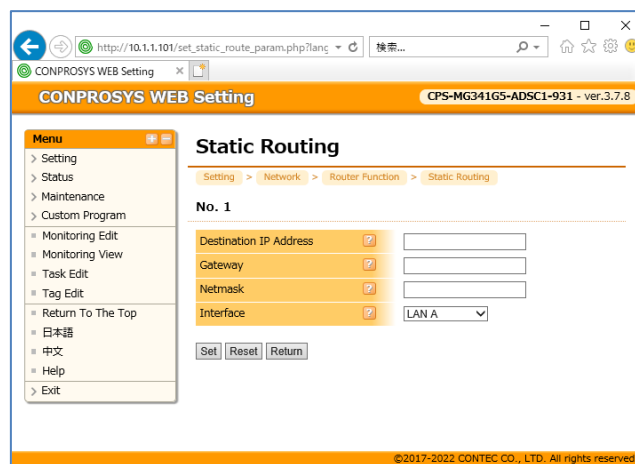 http://10.1.1.101/set_static_route_param.php?lang
検索...
CONPROSYS WEB Setting
CONPROSYS WEB Setting
CPS-MG341G5-ADSC1-931 - ver.3.7.8
Menu
Setting
Status
Maintenance
Custom Program
Monitoring Edit
Monitoring View
Task Edit
Tag Edit
Return To The Top
日本語
中文
Help
Exit
Static Routing
Setting > Network > Router Function > Static Routing
No. 1
Destination IP Address ?
Gateway ?
Netmask ?
Interface ? LAN A
Set Reset Return
©2017-2022 CONTEC CO., LTD. All rights reserved